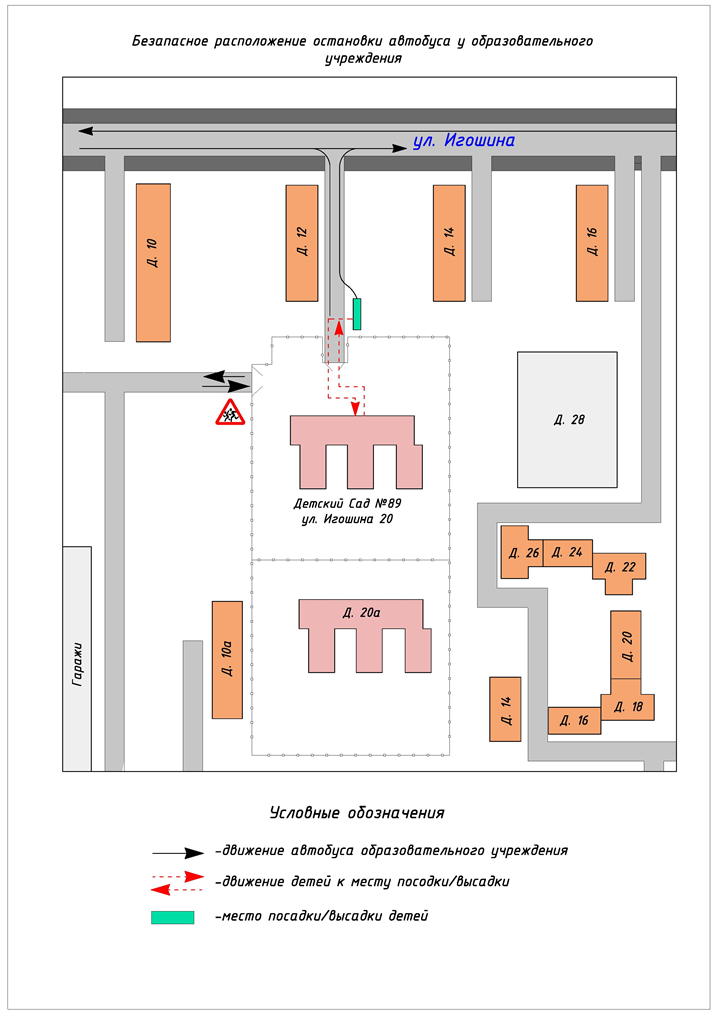 Безапасное расположение остановки автобуса у образовательного
учреждения
ул. Игошина
Д. 10
Д. 12
Д. 14
Д. 16
Д. 28
Детский Сад №89
ул. Игошина 20
Д. 26
Д. 24
Д. 22
Д. 20а
Д. 10а
Гаражи
Д. 20
Д. 14
Д. 16
Д. 18
Условные обозначения
-движение автобуса образовательного учреждения
-движение детей к месту посодки/высадки
-место посадки/высадки детей